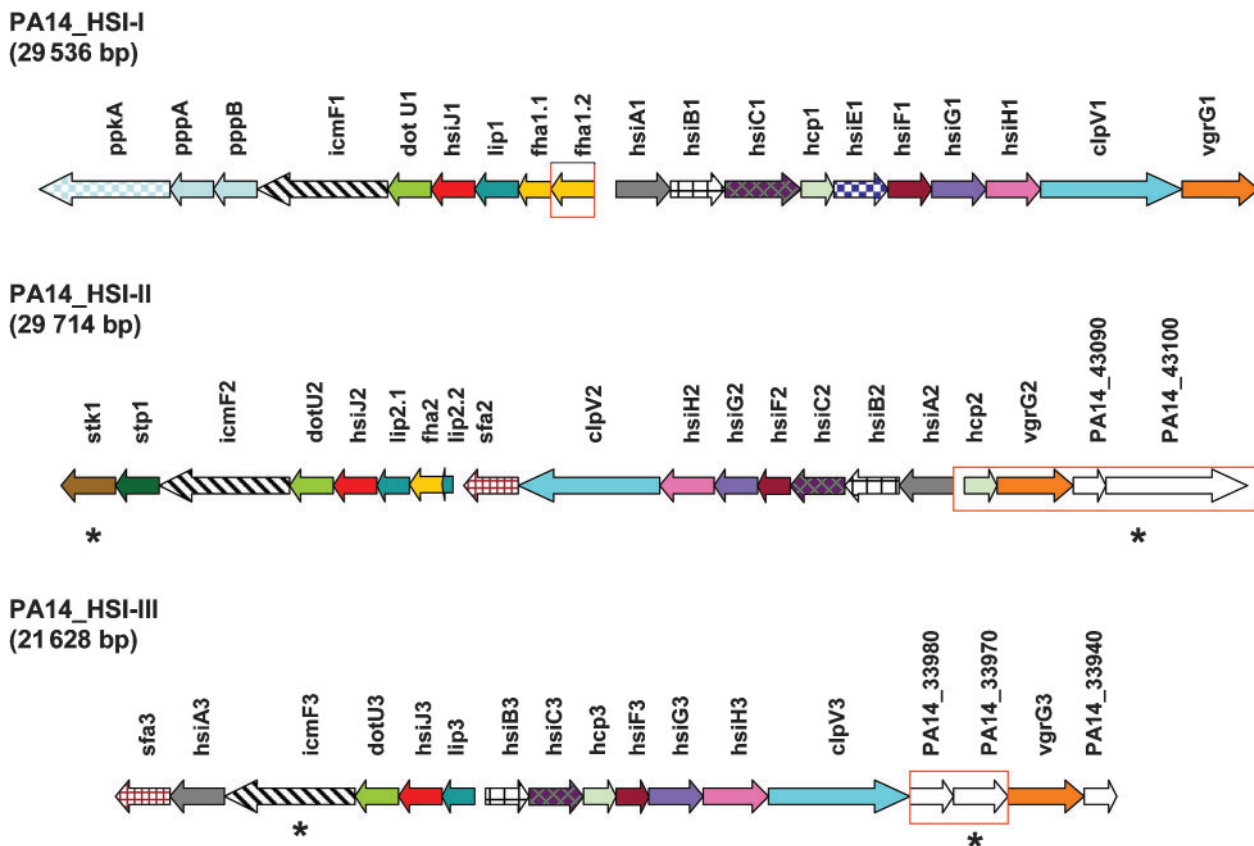 PA14_HSI-I
(29 536 bp)
ppkA pppA pppB icmF1 dot U1 hsiJ1 lip1 fha1.1 fha1.2 hsiA1 hsiB1 hsiC1 hcp1 hsiE1 hsiF1 hsiG1 hsiH1 clpV1 vgrG1
PA14_HSI-II
(29 714 bp)
stk1 stp1 icmF2 dotU2 hsiJ2 lip2.1 fha2 lip2.2 sfa2 clpV2 hsiH2 hsiG2 hsiF2 hsiC2 hsiB2 hsiA2 hcp2 vgrG2 PA14_43090 PA14_43100
* *
PA14_HSI-III
(21 628 bp)
sfa3 hsiA3 icmF3 dotU3 hsiJ3 lip3 hsiB3 hsiC3 hcp3 hsiF3 hsiG3 hsiH3 clpV3 PA14_33980 PA14_33970 vgrG3 PA14_33940
* *